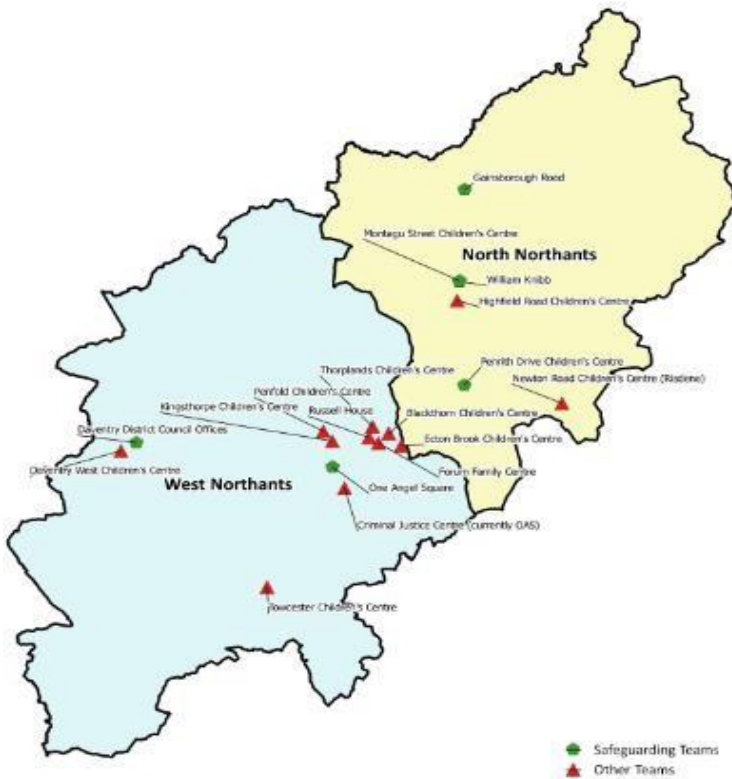 Gainsborough Road
Montagu Street Children's Centre
North Northants
William Knibb
Highfield Road Children's Centre
Penrith Drive Children's Centre
Thorplands Children's Centre
Newton Road Children's Centre (Risdene)
Penfold Children's Centre
Kingsthorpe Children's Centre
Russell House
Blackthorn Children's Centre
Daventry District Council Offices
Ecton Brook Children's Centre
Daventry West Children's Centre
Forum Family Centre
West Northants
One Angel Square
Criminal Justice Centre (currently OAS)
Towcester Children's Centre
Safeguarding Teams
Other Teams